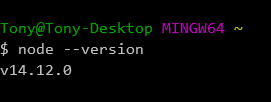 Tony@Tony-Desktop MINGW64 ~
$ node --version
v14.12.0